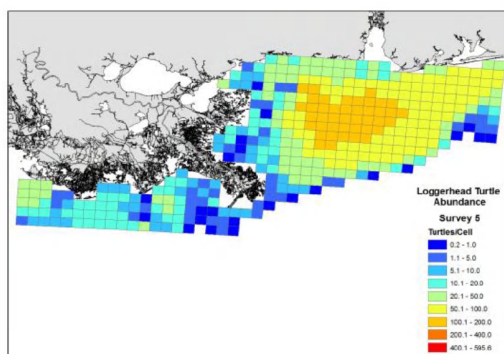 Loggerhead Turtle
Abundance
Survey 5
Turtles/Cell
0.2 - 1.0
1.1 - 5.0
5.1 - 10.0
10.1 - 20.0
20.1 - 50.0
50.1 - 100.0
100.1 - 200.0
200.1 - 400.0
400.1 - 595.6